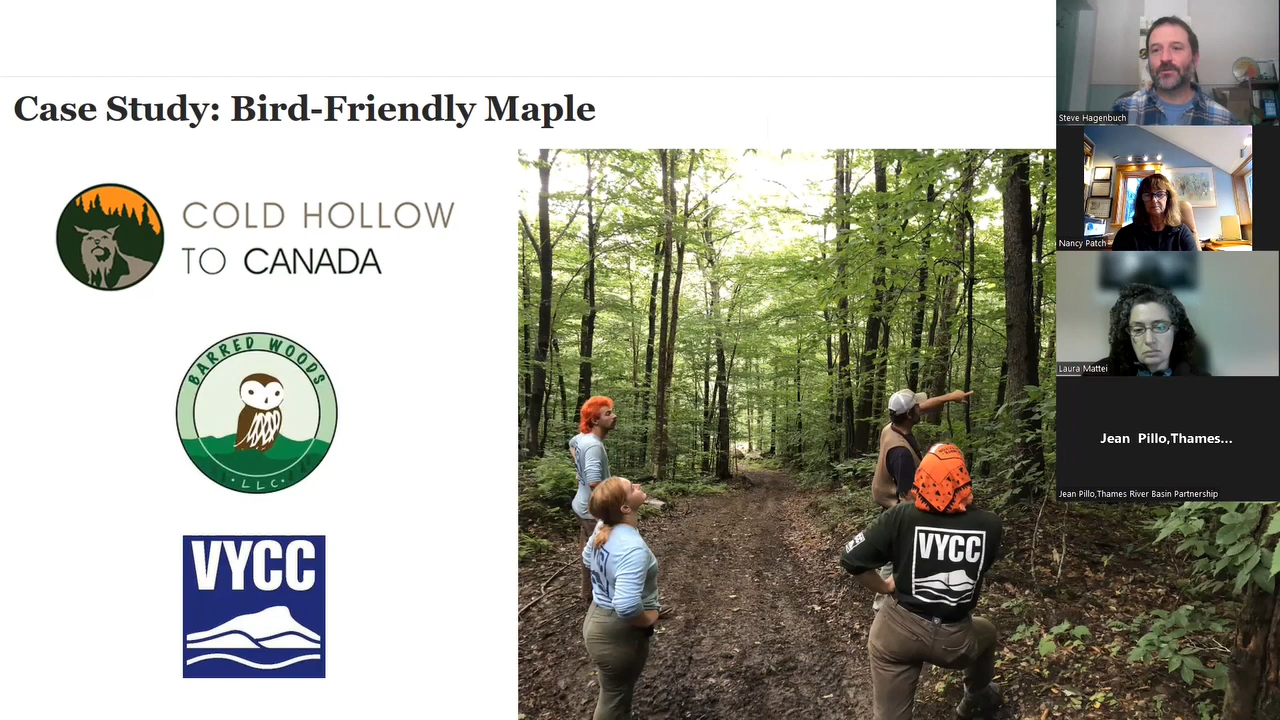 Case Study: Bird-Friendly Maple
COLD HOLLOW
TO CANADA
BARRED WOODS
• LLC •
VYCC
VYCC
Steve Hagenbuch
Nancy Patch
Laura Mattei
Jean Pillo,Thames...
Jean Pillo,Thames River Basin Partnership